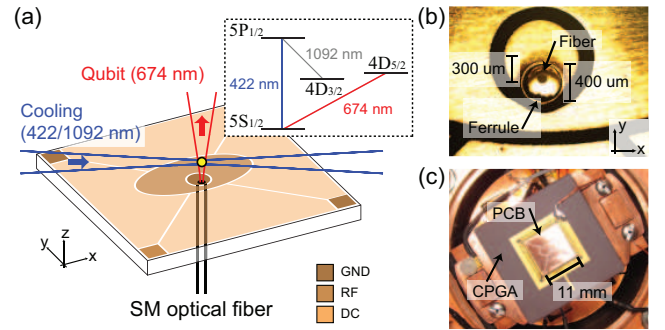 (a)
5P1/2
1092 nm
4D5/2
Qubit (674 nm)
422 nm
4D3/2
674 nm
Cooling
(422/1092 nm)
5S1/2
z
y
x
GND
RF
DC
SM optical fiber
(b)
Fiber
300 um
400 um
Ferrule
y
x
(c)
PCB
CPGA
11 mm